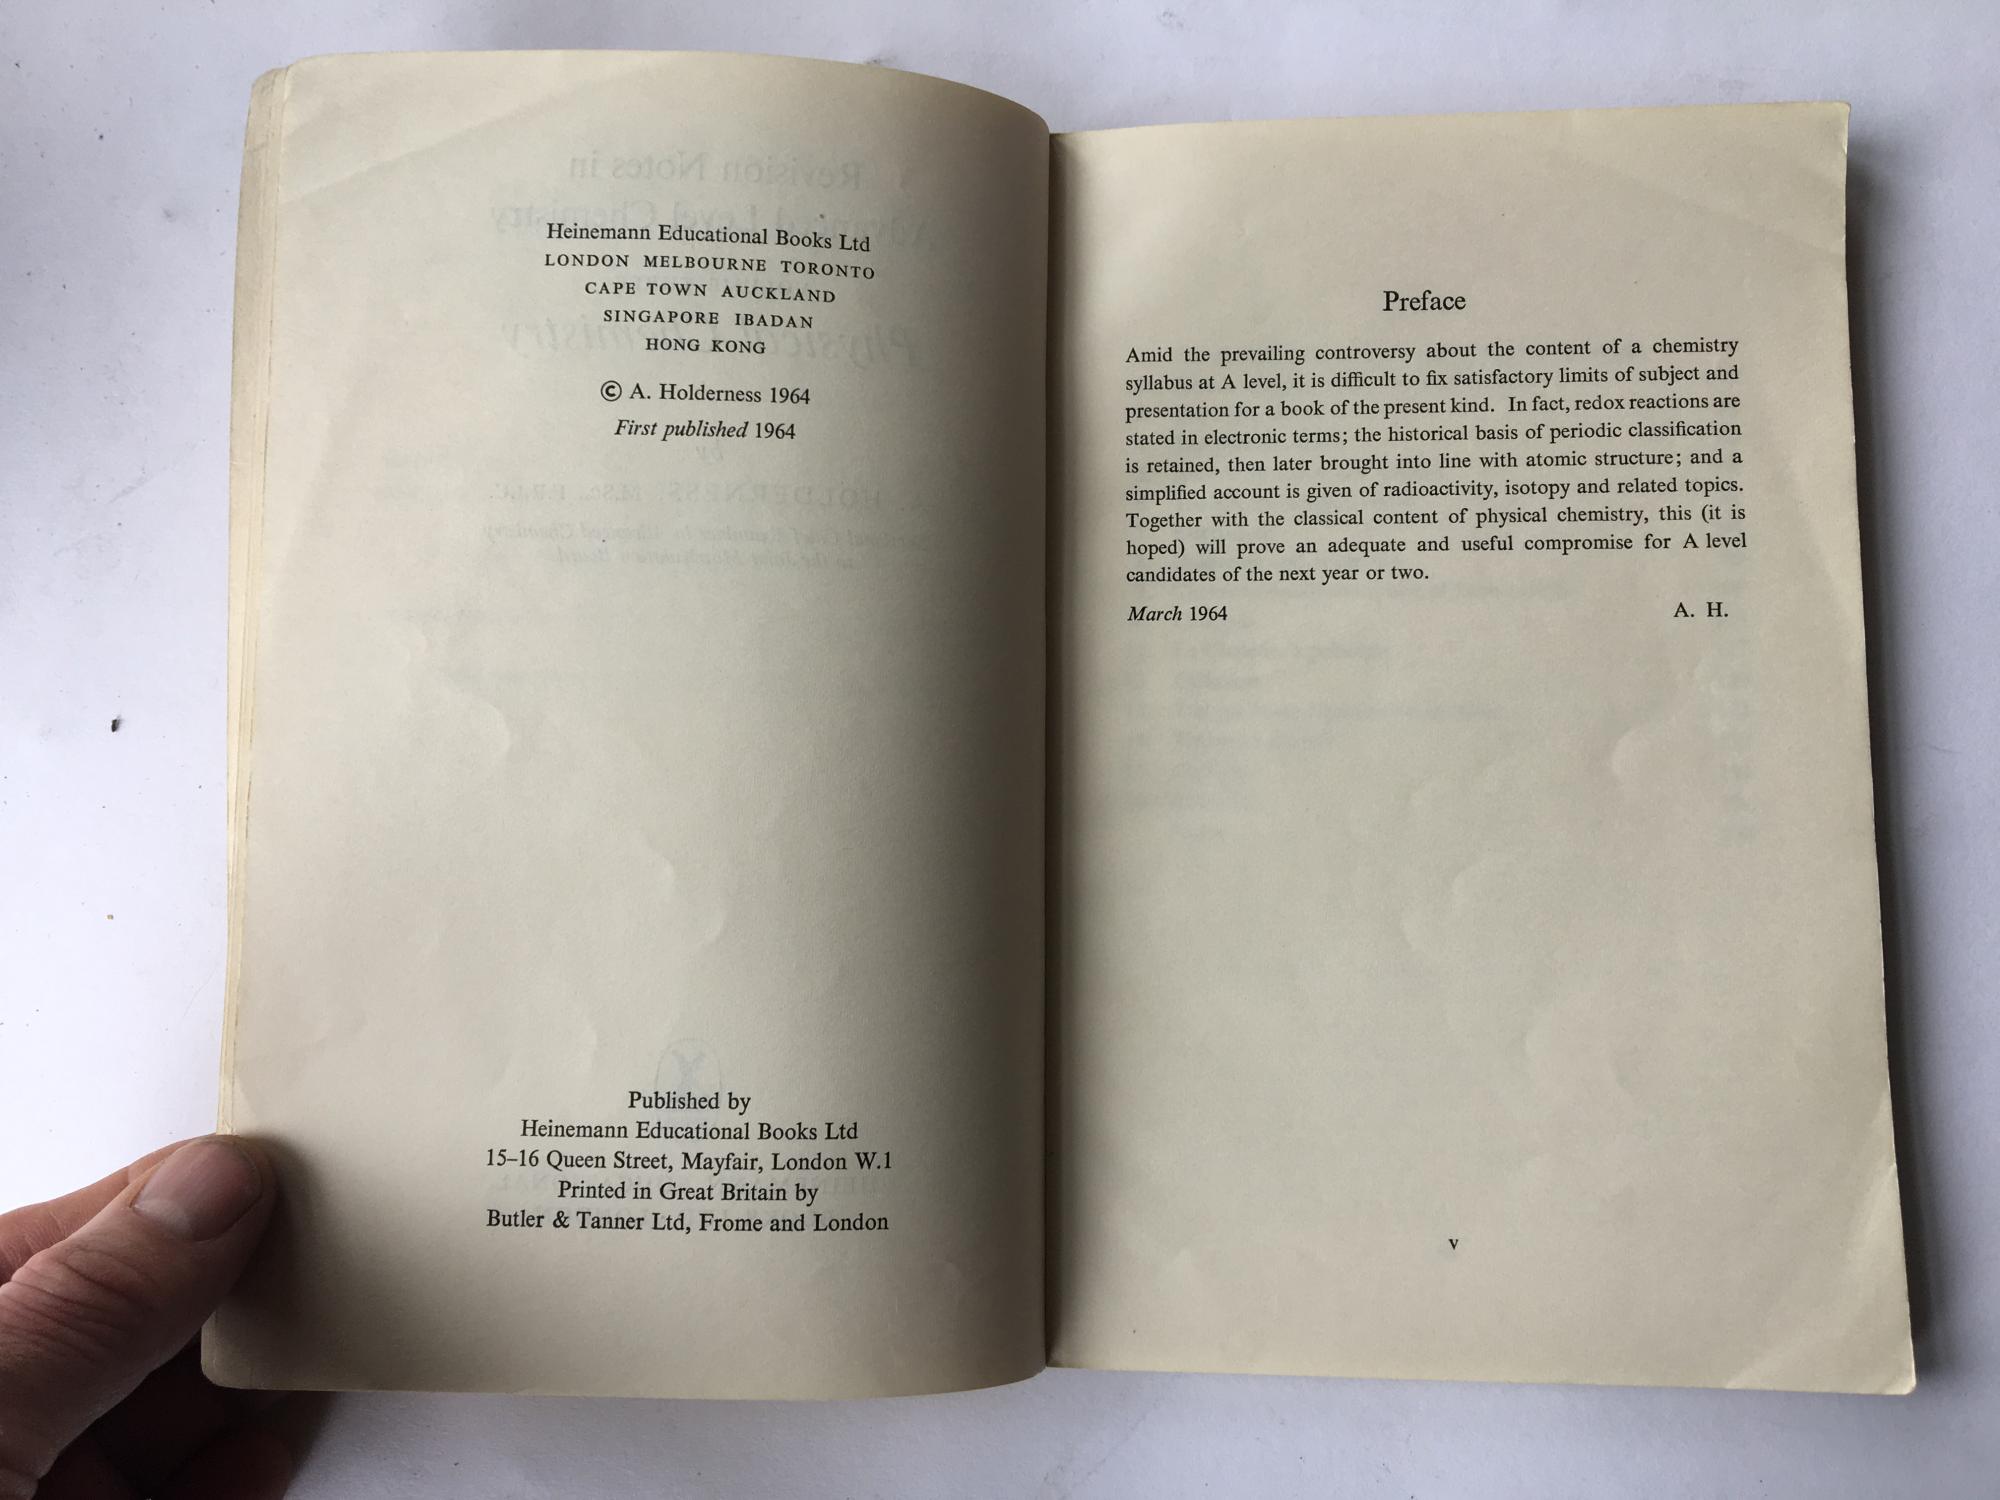 Heinemann Educational Books Ltd
LONDON MELBOURNE TORONTO
CAPE TOWN AUCKLAND
SINGAPORE IBADAN
HONG KONG
© A. Holderness 1964
First published 1964
Published by
Heinemann Educational Books Ltd
15–16 Queen Street, Mayfair, London W.1
Printed in Great Britain by
Butler & Tanner Ltd, Frome and London
Preface
Amid the prevailing controversy about the content of a chemistry
syllabus at A level, it is difficult to fix satisfactory limits of subject and
presentation for a book of the present kind. In fact, redox reactions are
stated in electronic terms; the historical basis of periodic classification
is retained, then later brought into line with atomic structure; and a
simplified account is given of radioactivity, isotopy and related topics.
Together with the classical content of physical chemistry, this (it is
hoped) will prove an adequate and useful compromise for A level
candidates of the next year or two.
March 1964 A. H.
v